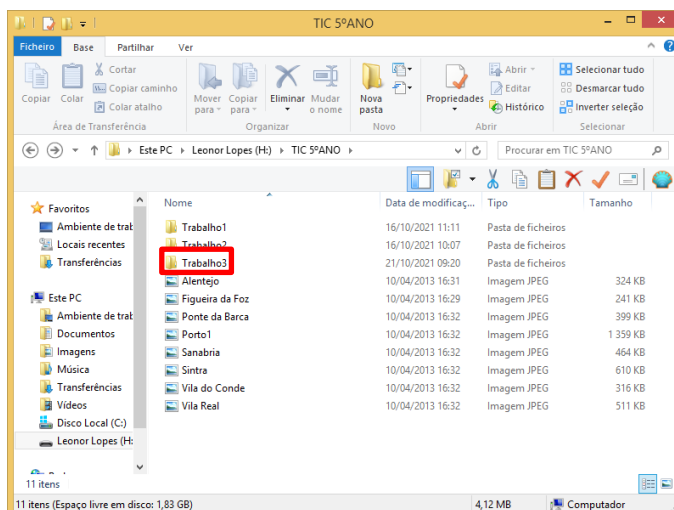 TIC 5ºANO
Ficheiro Base Partilhar Ver
Copiar Colar Cortar Copiar caminho Colar atalho
Mover para Copiar para Eliminar Mudar o nome
Nova pasta
Propriedades Abrir Editar Histórico
Selecionar tudo Desmarcar tudo Inverter seleção
Área de Transferência Organizar Novo Abrir Selecionar
Este PC Leonor Lopes (H:) TIC 5ºANO Procurar em TIC 5ºANO
Nome Data de modificaç... Tipo Tamanho
Favoritos
Ambiente de trab
Locais recentes
Transferências
Este PC
Ambiente de trab
Documentos
Imagens
Música
Transferências
Vídeos
Disco Local (C:)
Leonor Lopes (H:
Trabalho1 16/10/2021 11:11 Pasta de ficheiros
Trabalho2 16/10/2021 10:07 Pasta de ficheiros
Trabalho3 21/10/2021 09:20 Pasta de ficheiros
Alentejo 10/04/2013 16:31 Imagem JPEG 324 KB
Figueira da Foz 10/04/2013 16:29 Imagem JPEG 241 KB
Ponte da Barca 10/04/2013 16:32 Imagem JPEG 399 KB
Porto1 10/04/2013 16:32 Imagem JPEG 1 359 KB
Sanabria 10/04/2013 16:32 Imagem JPEG 464 KB
Sintra 10/04/2013 16:32 Imagem JPEG 610 KB
Vila do Conde 10/04/2013 16:32 Imagem JPEG 316 KB
Vila Real 10/04/2013 16:32 Imagem JPEG 511 KB
11 itens
11 itens (Espaço livre em disco: 1,83 GB) 4,12 MB Computador